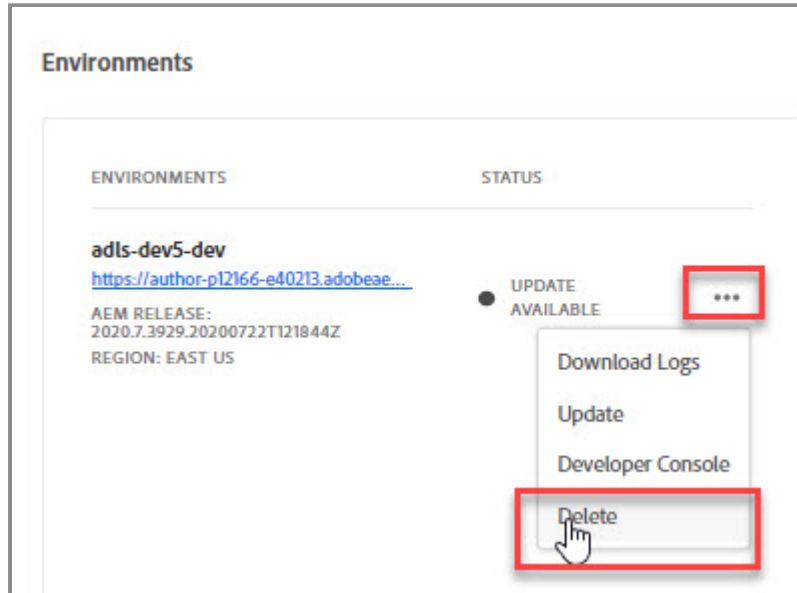 Environments
ENVIRONMENTS
STATUS
adls-dev5-dev
https://author-p12166-e40213.adobeae...
AEM RELEASE:
2020.7.3929.20200722T121844Z
REGION: EAST US
UPDATE
AVAILABLE
Download Logs
Update
Developer Console
Delete